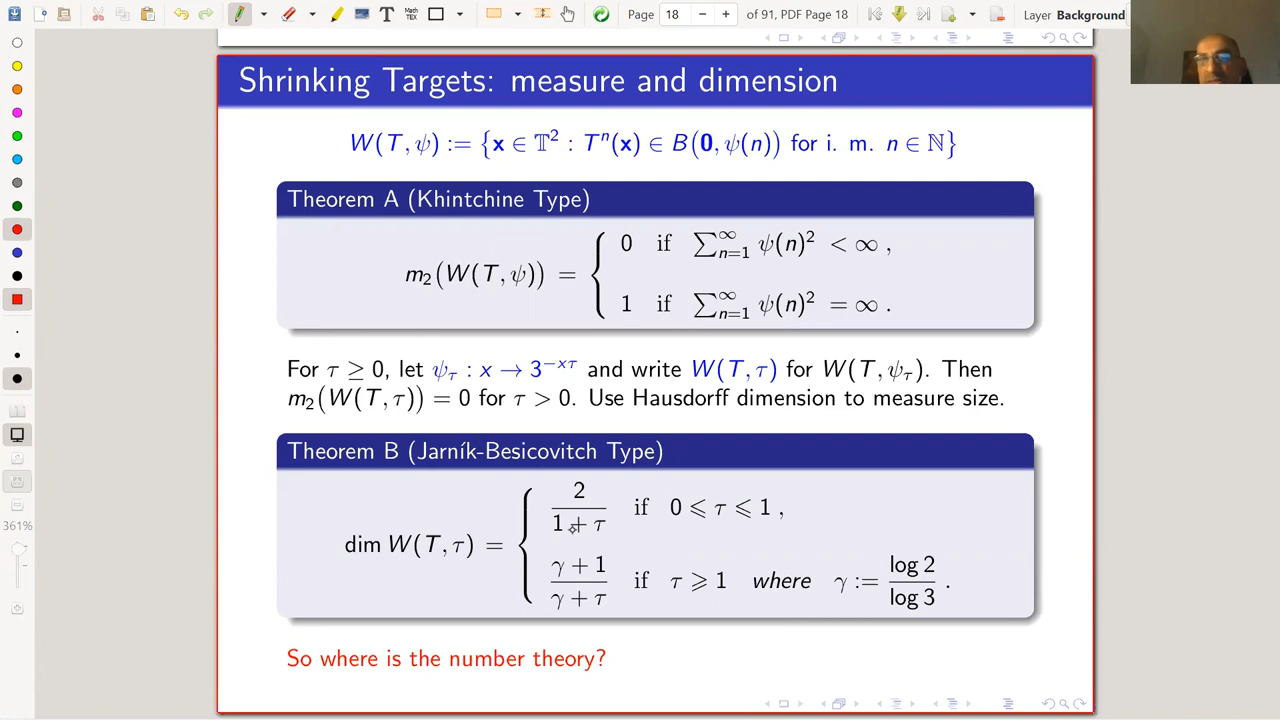 Page 18 of 91, PDF Page 18 Layer Background
T Math TEX
Shrinking Targets: measure and dimension
W(T, ψ) := {x ∈ 𝕋² : Tⁿ(x) ∈ B(0, ψ(n)) for i. m. n ∈ ℕ}
Theorem A (Khintchine Type)
m₂(W(T, ψ)) = { 0 if ∑_{n=1}^{∞} ψ(n)² < ∞ ,
1 if ∑_{n=1}^{∞} ψ(n)² = ∞ .
For τ ≥ 0, let ψ_τ : x → 3^{−xτ} and write W(T, τ) for W(T, ψ_τ). Then
m₂(W(T, τ)) = 0 for τ > 0. Use Hausdorff dimension to measure size.
Theorem B (Jarník-Besicovitch Type)
dim W(T, τ) = { 2/(1 + τ) if 0 ⩽ τ ⩽ 1 ,
(γ + 1)/(γ + τ) if τ ⩾ 1 where γ := log 2/log 3 .
So where is the number theory?
361%